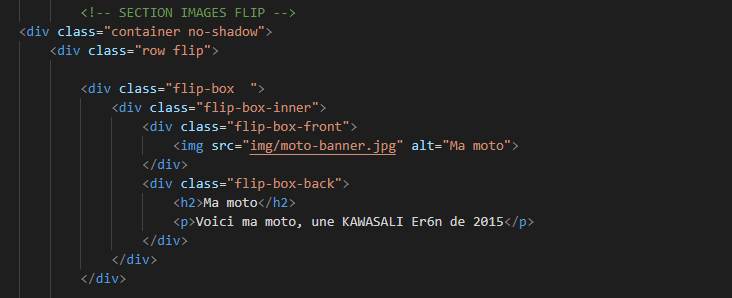 <!-- SECTION IMAGES FLIP -->
<div class="container no-shadow">
<div class="row flip">
<div class="flip-box  ">
<div class="flip-box-inner">
<div class="flip-box-front">
<img src="img/moto-banner.jpg" alt="Ma moto">
</div>
<div class="flip-box-back">
<h2>Ma moto</h2>
<p>Voici ma moto, une KAWASALI Er6n de 2015</p>
</div>
</div>
</div>